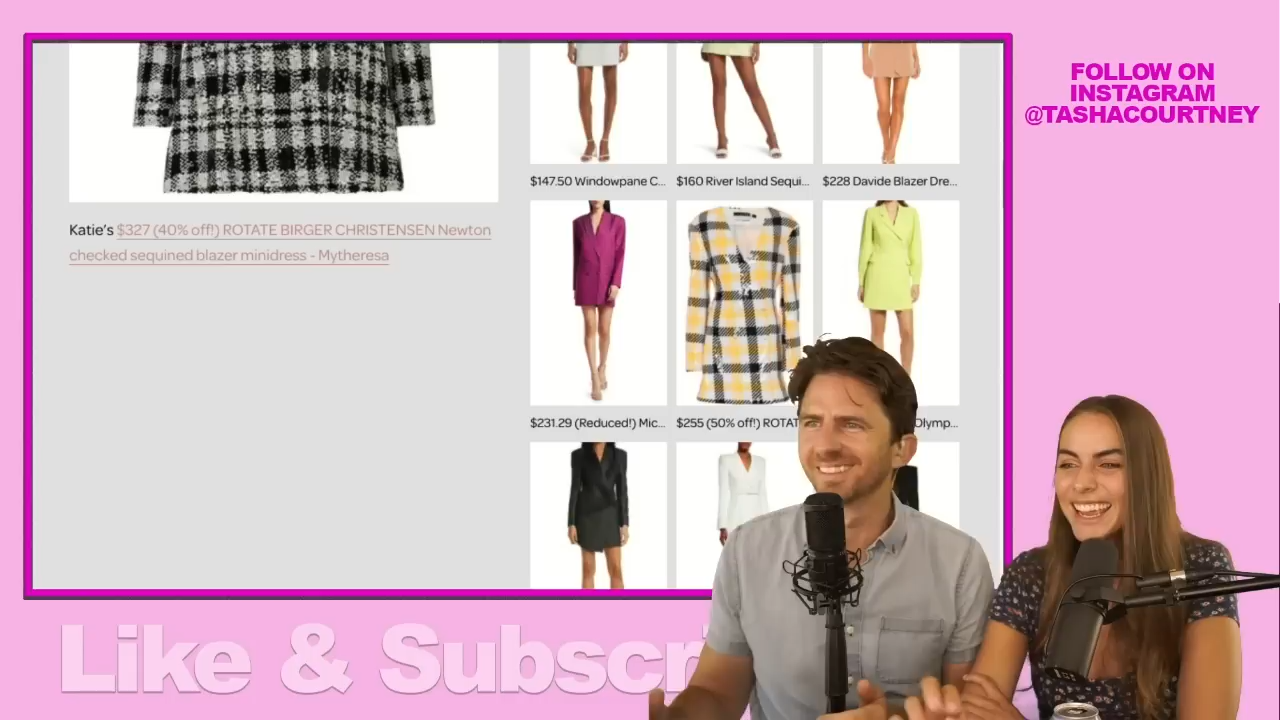 FOLLOW ON
INSTAGRAM
@TASHACOURTNEY
$147.50 Windowpane C...
$160 River Island Sequi...
$228 Davide Blazer Dre...
Katie's $327 (40% off!) ROTATE BIRGER CHRISTENSEN Newton
checked sequined blazer minidress - Mytheresa
$231.29 (Reduced!) Mic...
$255 (50% off!) ROTAT
Olymp...
Like & Subscr